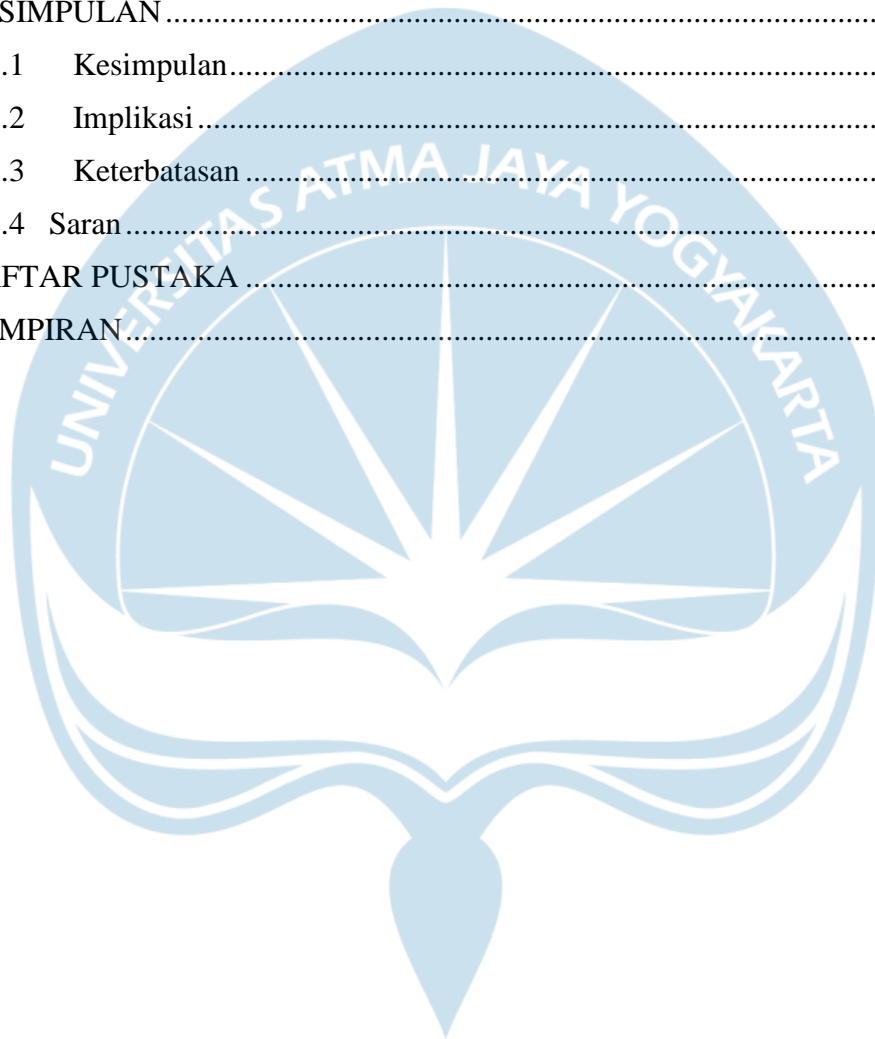 SIMPULAN
.1 Kesimpulan
.2 Implikasi
.3 Keterbatasan
.4 Saran
FTAR PUSTAKA
MPIRAN
UNIVERSITAS ATMA JAYA YOGYAKARTA